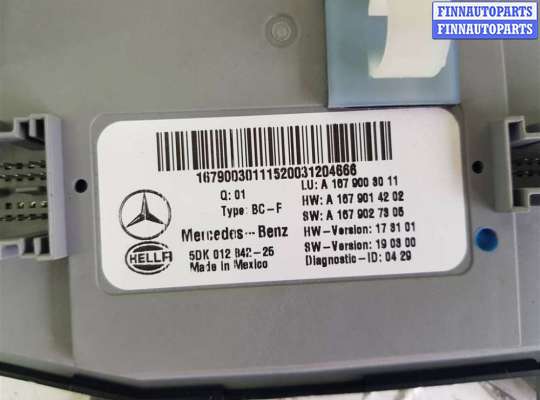 FINNAUTOPARTS
FINNAUTOPARTS
16790030111520031204666
Q: 01
Type: BC-F
Mercedes-Benz
HELLA
5DK 012 842-25
Made in Mexico
LU: A 167 900 30 11
HW: A 167 901 42 02
SW: A 167 902 73 05
HW-Version: 17 31 01
SW-Version: 19 03 00
Diagnostic-ID: 04 29